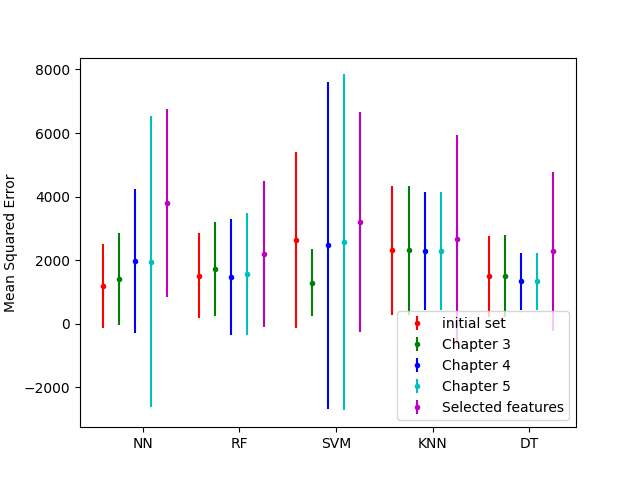 8000
6000
4000
2000
0
−2000
Mean Squared Error
NN RF SVM KNN DT
initial set
Chapter 3
Chapter 4
Chapter 5
Selected features